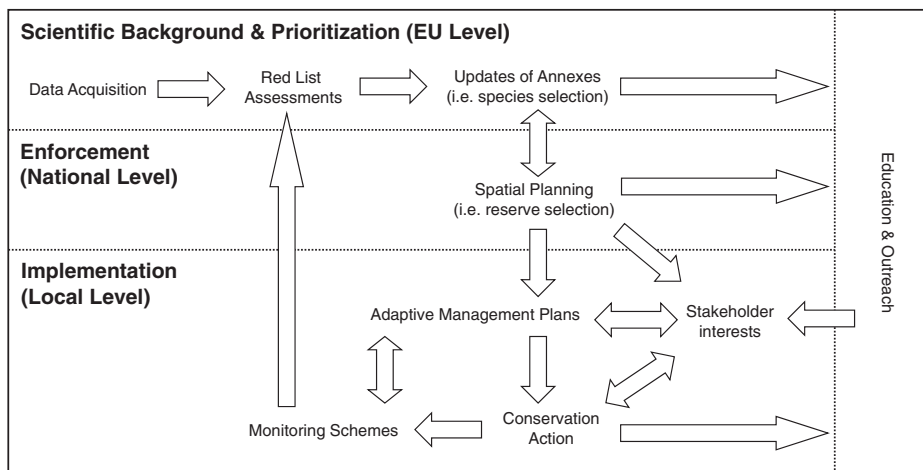 Scientific Background & Prioritization (EU Level)
Data Acquisition
Red List
Assessments
Updates of Annexes
(i.e. species selection)
Enforcement
(National Level)
Spatial Planning
(i.e. reserve selection)
Implementation
(Local Level)
Adaptive Management Plans
Stakeholder
interests
Monitoring Schemes
Conservation
Action
Education & Outreach